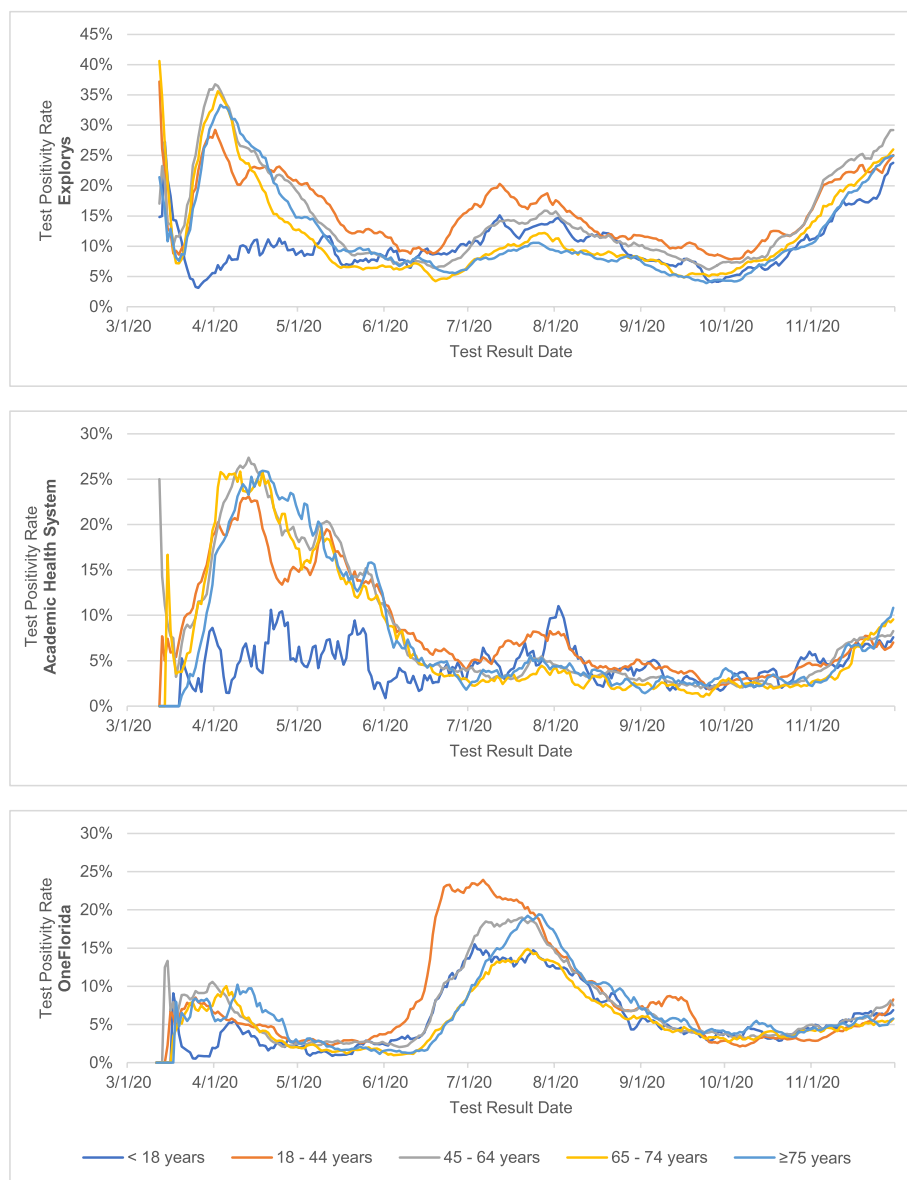 45%
40%
35%
30%
25%
20%
15%
10%
5%
0%
Test Positivity Rate
Explorys
3/1/20 4/1/20 5/1/20 6/1/20 7/1/20 8/1/20 9/1/20 10/1/20 11/1/20
Test Result Date
30%
25%
20%
15%
10%
5%
0%
Test Positivity Rate
Academic Health System
3/1/20 4/1/20 5/1/20 6/1/20 7/1/20 8/1/20 9/1/20 10/1/20 11/1/20
Test Result Date
30%
25%
20%
15%
10%
5%
0%
Test Positivity Rate
OneFlorida
3/1/20 4/1/20 5/1/20 6/1/20 7/1/20 8/1/20 9/1/20 10/1/20 11/1/20
Test Result Date
< 18 years 18 - 44 years 45 - 64 years 65 - 74 years ≥75 years